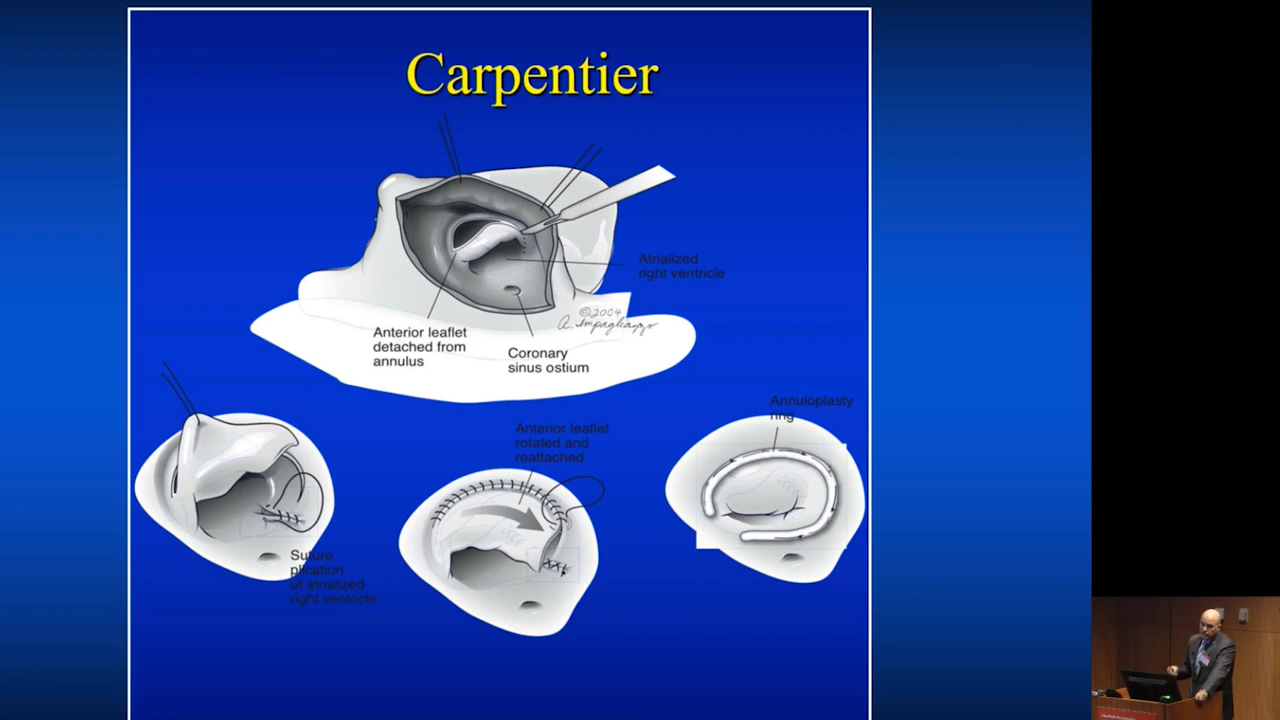 Carpentier
Atrialized
right ventricle
©2004
A. Impagliazzo
Anterior leaflet
detached from
annulus
Coronary
sinus ostium
Annuloplasty
ring
Anterior leaflet
rotated and
reattached
Suture
plication
of atrialized
right ventricle